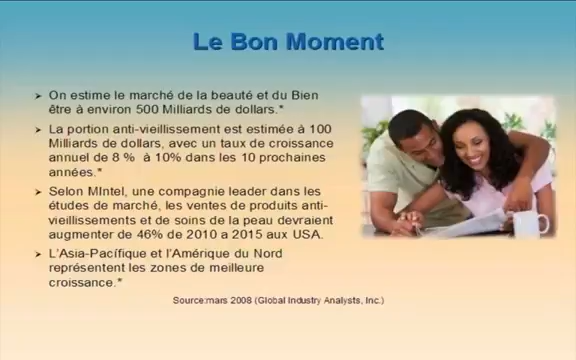 Le Bon Moment
➢ On estime le marché de la beauté et du Bien
être à environ 500 Milliards de dollars.*
➢ La portion anti-vieillissement est estimée à 100
Milliards de dollars, avec un taux de croissance
annuel de 8 % à 10% dans les 10 prochaines
années.*
➢ Selon MIntel, une compagnie leader dans les
études de marché, les ventes de produits anti-
vieillissements et de soins de la peau devraient
augmenter de 46% de 2010 a 2015 aux USA.
➢ L'Asia-Pacífique et l'Amérique du Nord
représentent les zones de meilleure
croissance.*
Source:mars 2008 (Global Industry Analysts, Inc.)